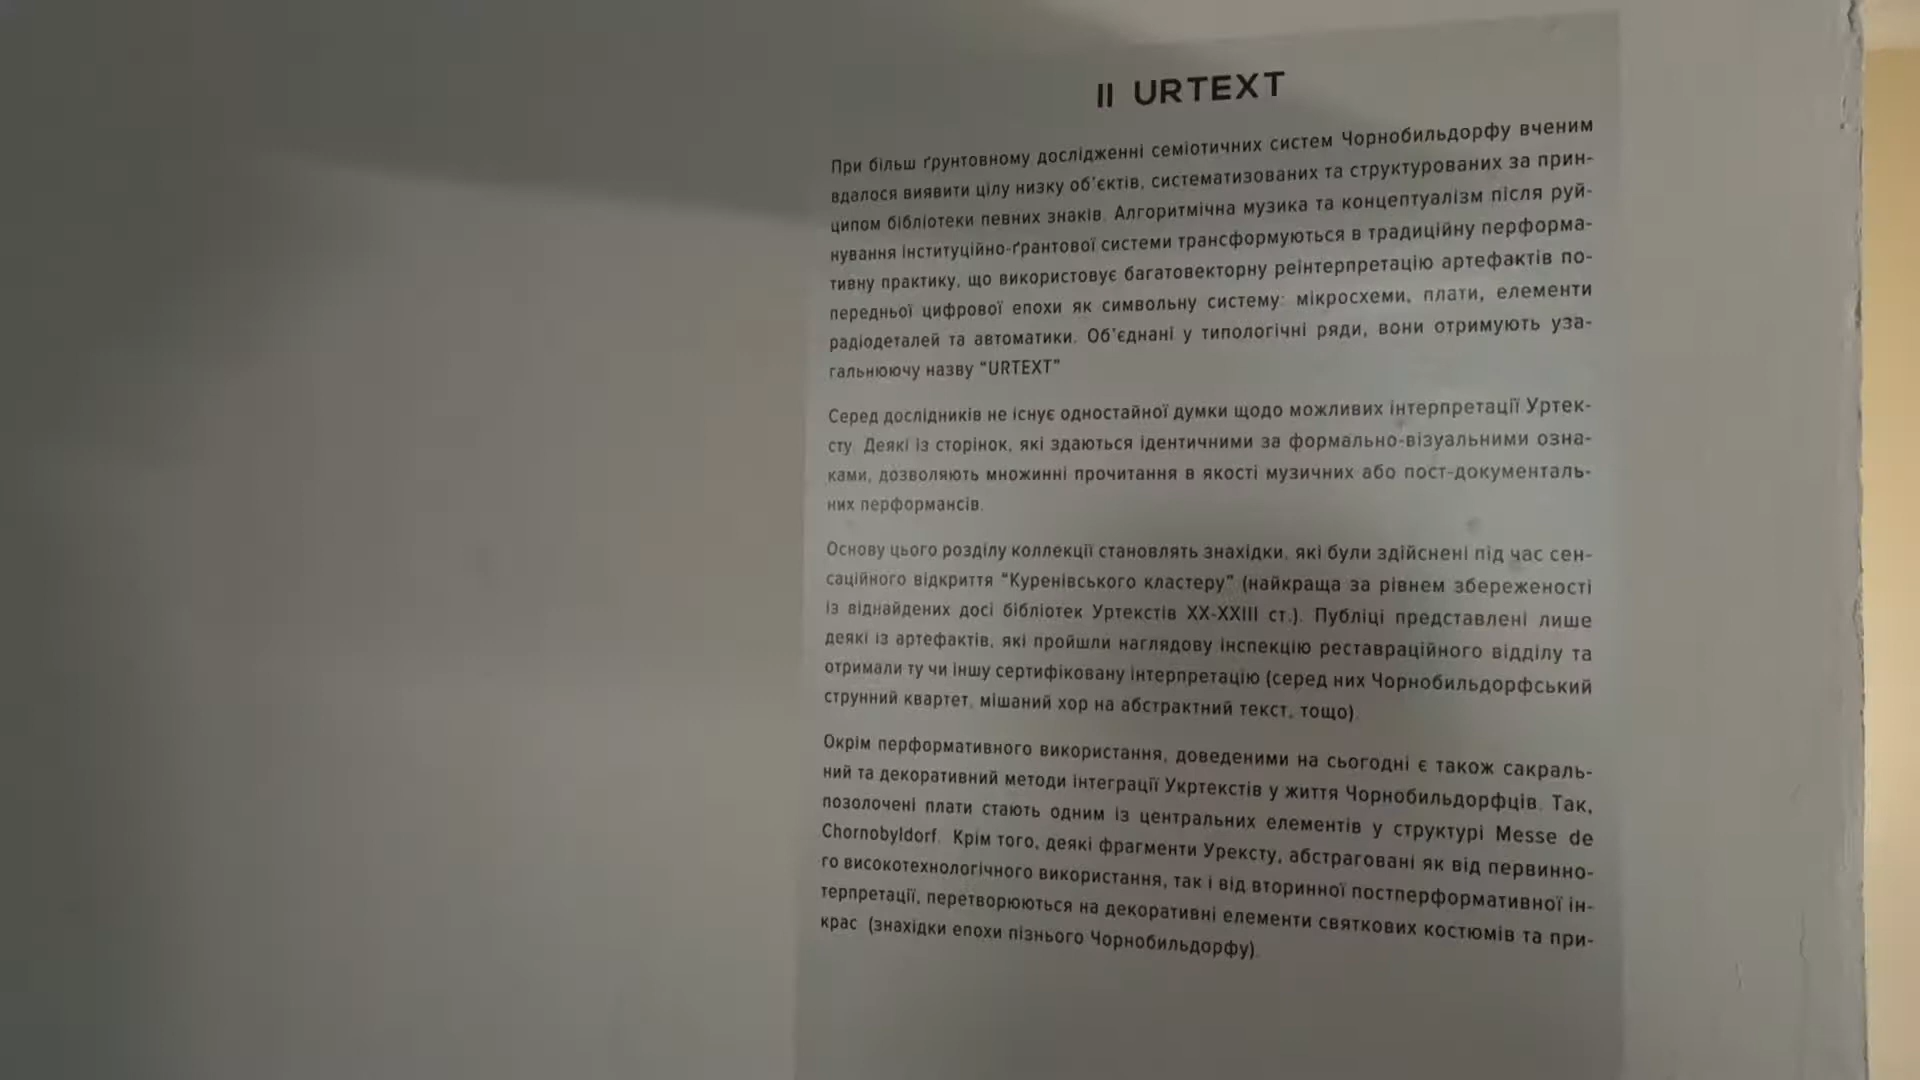 II URTEXT
При більш ґрунтовному дослідженні семіотичних систем Чорнобильдорфу вченим
вдалося виявити цілу низку об'єктів, систематизованих та структурованих за прин-
ципом бібліотеки певних знаків. Алгоритмічна музика та концептуалізм після руй-
нування інституційно-ґрантової системи трансформуються в традиційну перформа-
тивну практику, що використовує багатовекторну реінтерпретацію артефактів по-
передньої цифрової епохи як символьну систему: мікросхеми, плати, елементи
радіодеталей та автоматики. Об'єднані у типологічні ряди, вони отримують уза-
гальнюючу назву "URTEXT"
Серед дослідників не існує одностайної думки щодо можливих інтерпретації Уртек-
сту. Деякі із сторінок, які здаються ідентичними за формально-візуальними озна-
ками, дозволяють множинні прочитання в якості музичних або пост-документаль-
них перформансів.
Основу цього розділу коллекції становлять знахідки, які були здійснені під час сен-
саційного відкриття "Куренівського кластеру" (найкраща за рівнем збереженості
із віднайдених досі бібліотек Уртекстів XX-XXIII ст.). Публіці представлені лише
деякі із артефактів, які пройшли наглядову інспекцію реставраційного відділу та
отримали ту чи іншу сертифіковану інтерпретацію (серед них Чорнобильдорфський
струнний квартет, мішаний хор на абстрактний текст, тощо).
Окрім перформативного використання, доведеними на сьогодні є також сакраль-
ний та декоративний методи інтеграції Укртекстів у життя Чорнобильдорфців. Так,
позолочені плати стають одним із центральних елементів у структурі Messe de
Chornobyldorf. Крім того, деякі фрагменти Урексту, абстраговані як від первинно-
го високотехнологічного використання, так і від вторинної постперформативної ін-
терпретації, перетворюються на декоративні елементи святкових костюмів та при-
крас (знахідки епохи пізнього Чорнобильдорфу).